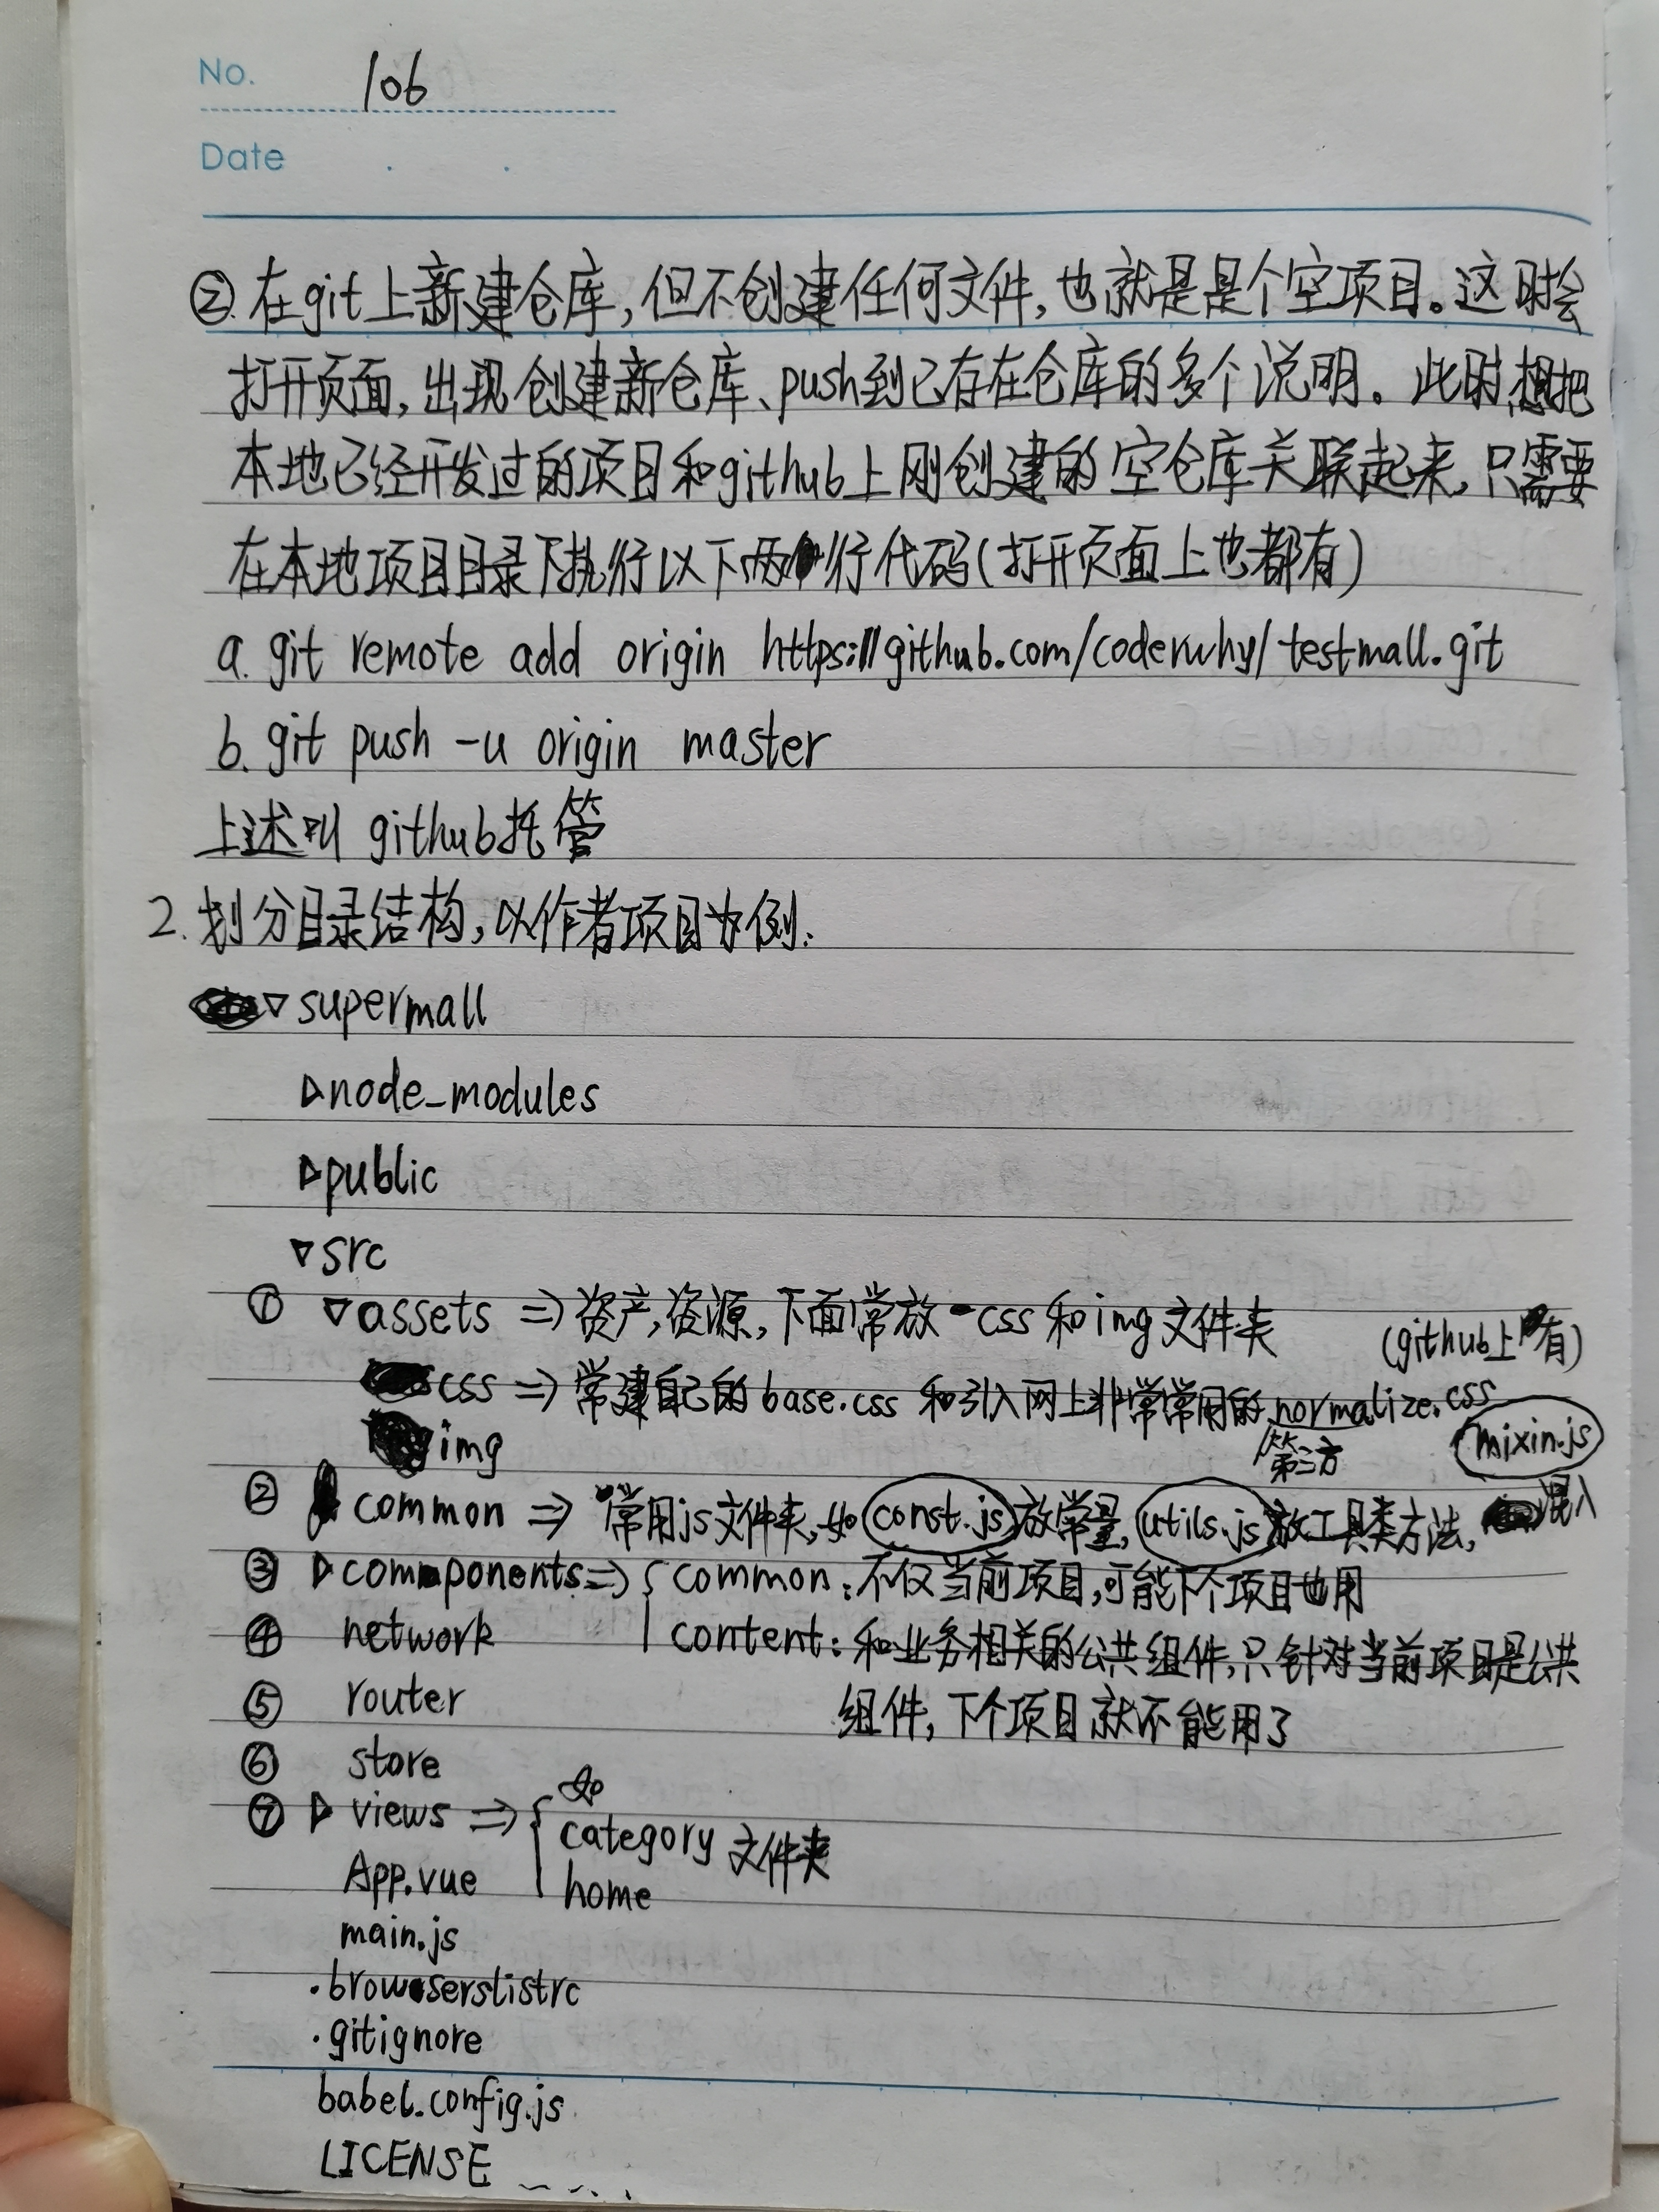 No. 106
Date
② 在git上新建仓库,但不创建任何文件,也就是是个空项目。这时会
打开页面,出现创建新仓库、push到已存在仓库的多个说明。此时,想把
本地已经开发过的项目和github上刚创建的空仓库关联起来,只需要
在本地项目目录下执行以下两行代码(打开页面上也都有)
a. git remote add origin https://github.com/coderwhy/testmall.git
b. git push -u origin master
上述叫github托管
2. 划分目录结构,以作者项目为例:
▽ supermall
▷ node_modules
▷ public
▽ src
① ▽ assets => 资产,资源,下面常放css和img文件夹
(github上有)
css => 常建自己的base.css和引入网上非常常用的normalize.css
第三方
img
mixin.js
② common => 常用js文件夹,如const.js放常量,utils.js放工具类方法,混入
③ ▷ components => { common: 不仅当前项目,可能下个项目也用
④ network content: 和业务相关的公共组件,只针对当前项目是公共
⑤ router 组件,下个项目就不能用了
⑥ store
如
⑦ ▷ views => { category 文件夹
App.vue home
main.js
.browserslistrc
.gitignore
babel.config.js
LICENSE ......